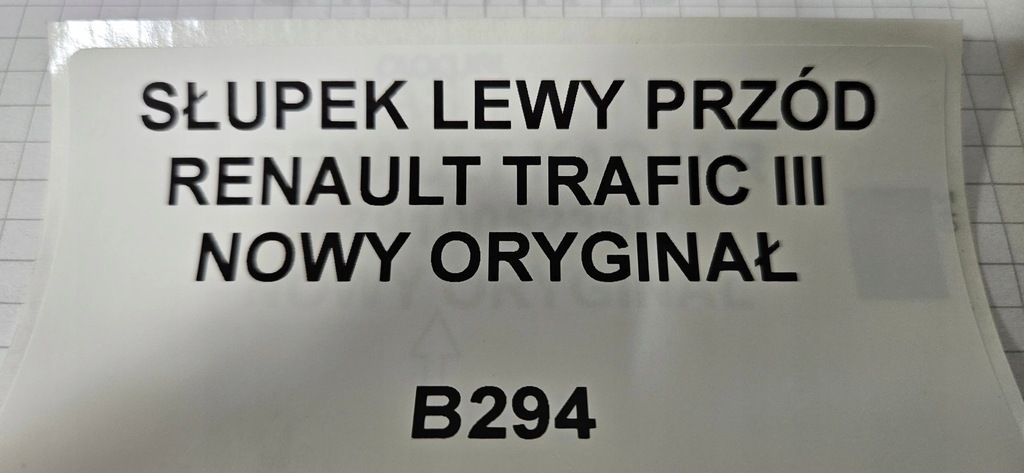 SŁUPEK LEWY PRZÓD
RENAULT TRAFIC III
NOWY ORYGINAŁ
B294